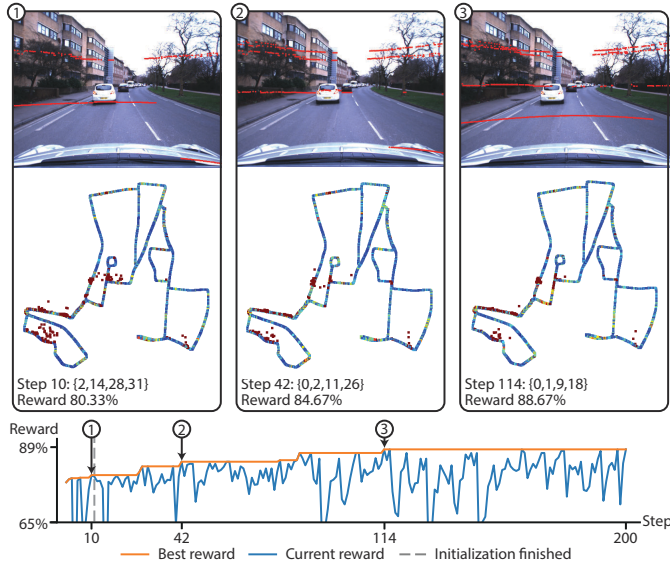 1
2
3
Step 10: {2,14,28,31}
Reward 80.33%
Step 42: {0,2,11,26}
Reward 84.67%
Step 114: {0,1,9,18}
Reward 88.67%
Reward
89%
1
2
3
65%
Step
10
42
114
200
Best reward
Current reward
Initialization finished